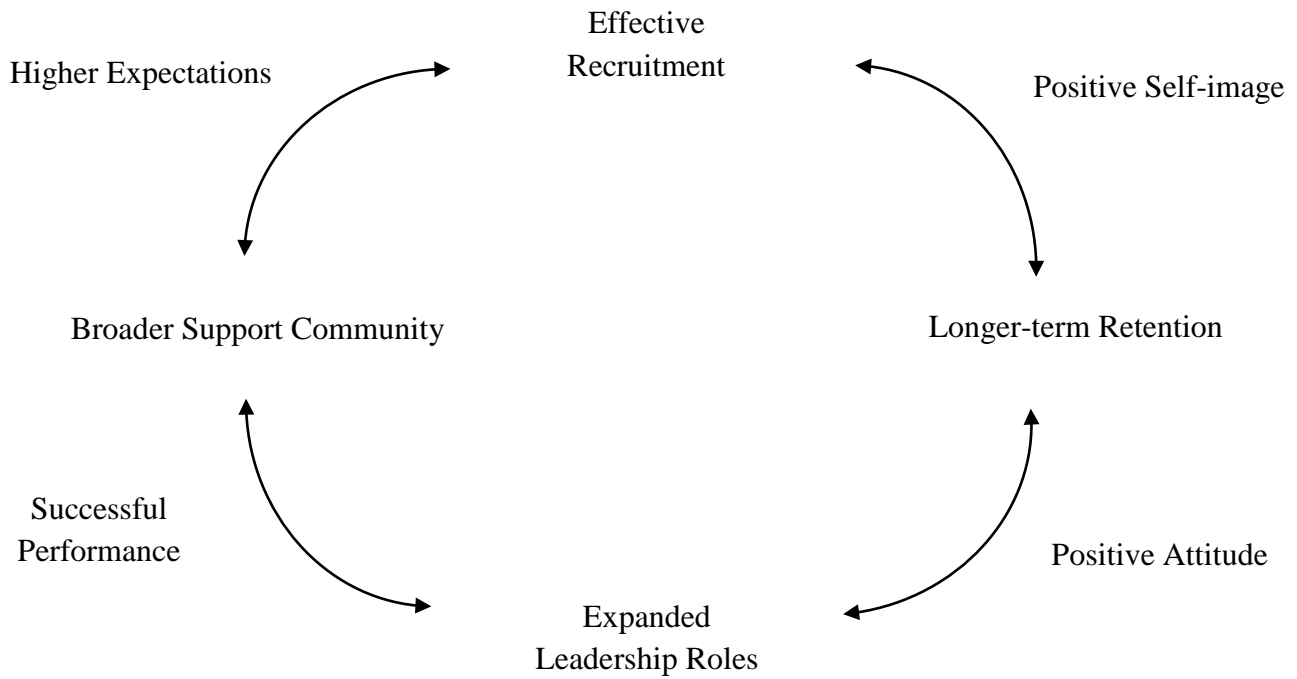 Effective
Recruitment
Higher Expectations
Positive Self-image
Broader Support Community
Longer-term Retention
Successful
Performance
Positive Attitude
Expanded
Leadership Roles